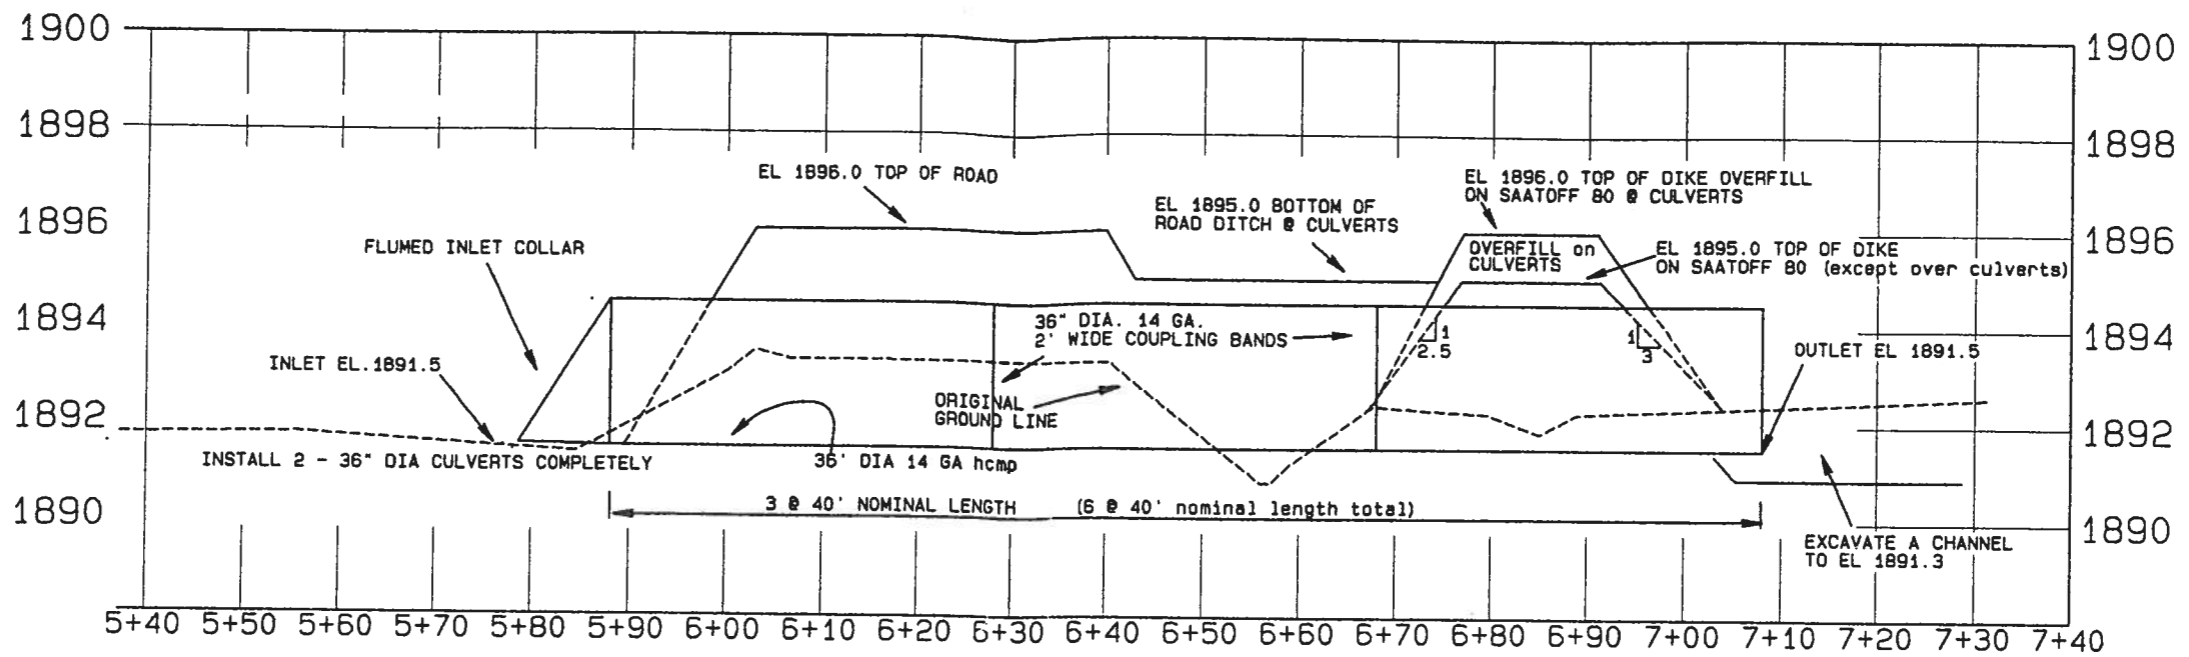 1900
1900
1898
1898
EL 1896.0 TOP OF ROAD
EL 1896.0 TOP OF DIKE OVERFILL
ON SAATOFF 80 @ CULVERTS
EL 1895.0 BOTTOM OF
ROAD DITCH @ CULVERTS
1896
1896
FLUMED INLET COLLAR
OVERFILL on
CULVERTS
EL 1895.0 TOP OF DIKE
ON SAATOFF 80 (except over culverts)
1894
1894
36" DIA. 14 GA.
2' WIDE COUPLING BANDS
1
2.5
1
3
INLET EL.1891.5
OUTLET EL 1891.5
ORIGINAL
GROUND LINE
1892
1892
INSTALL 2 - 36" DIA CULVERTS COMPLETELY
36' DIA 14 GA hcmp
3 @ 40' NOMINAL LENGTH (6 @ 40' nominal length total)
1890
1890
EXCAVATE A CHANNEL
TO EL 1891.3
5+40 5+50 5+60 5+70 5+80 5+90 6+00 6+10 6+20 6+30 6+40 6+50 6+60 6+70 6+80 6+90 7+00 7+10 7+20 7+30 7+40